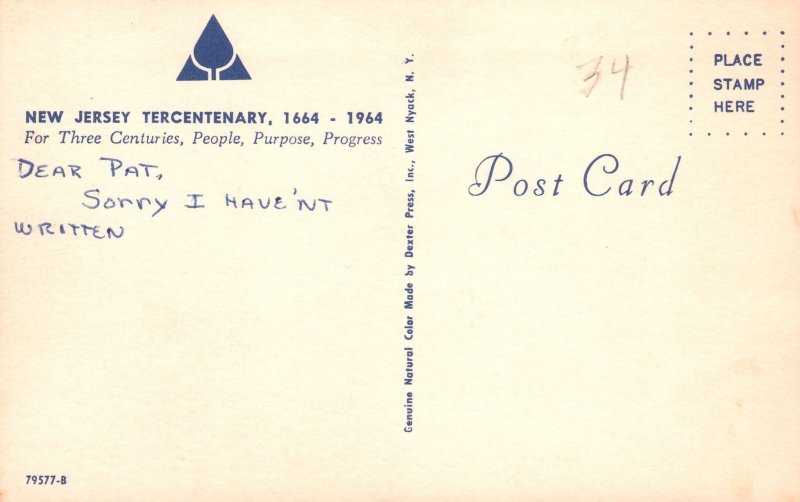 NEW JERSEY TERCENTENARY, 1664 - 1964
For Three Centuries, People, Purpose, Progress
DEAR PAT,
SORRY I HAVE'NT
WRITTEN
79577-B
Genuine Natural Color Made by Dexter Press, Inc., West Nyack, N. Y.
34
PLACE
STAMP
HERE
Post Card